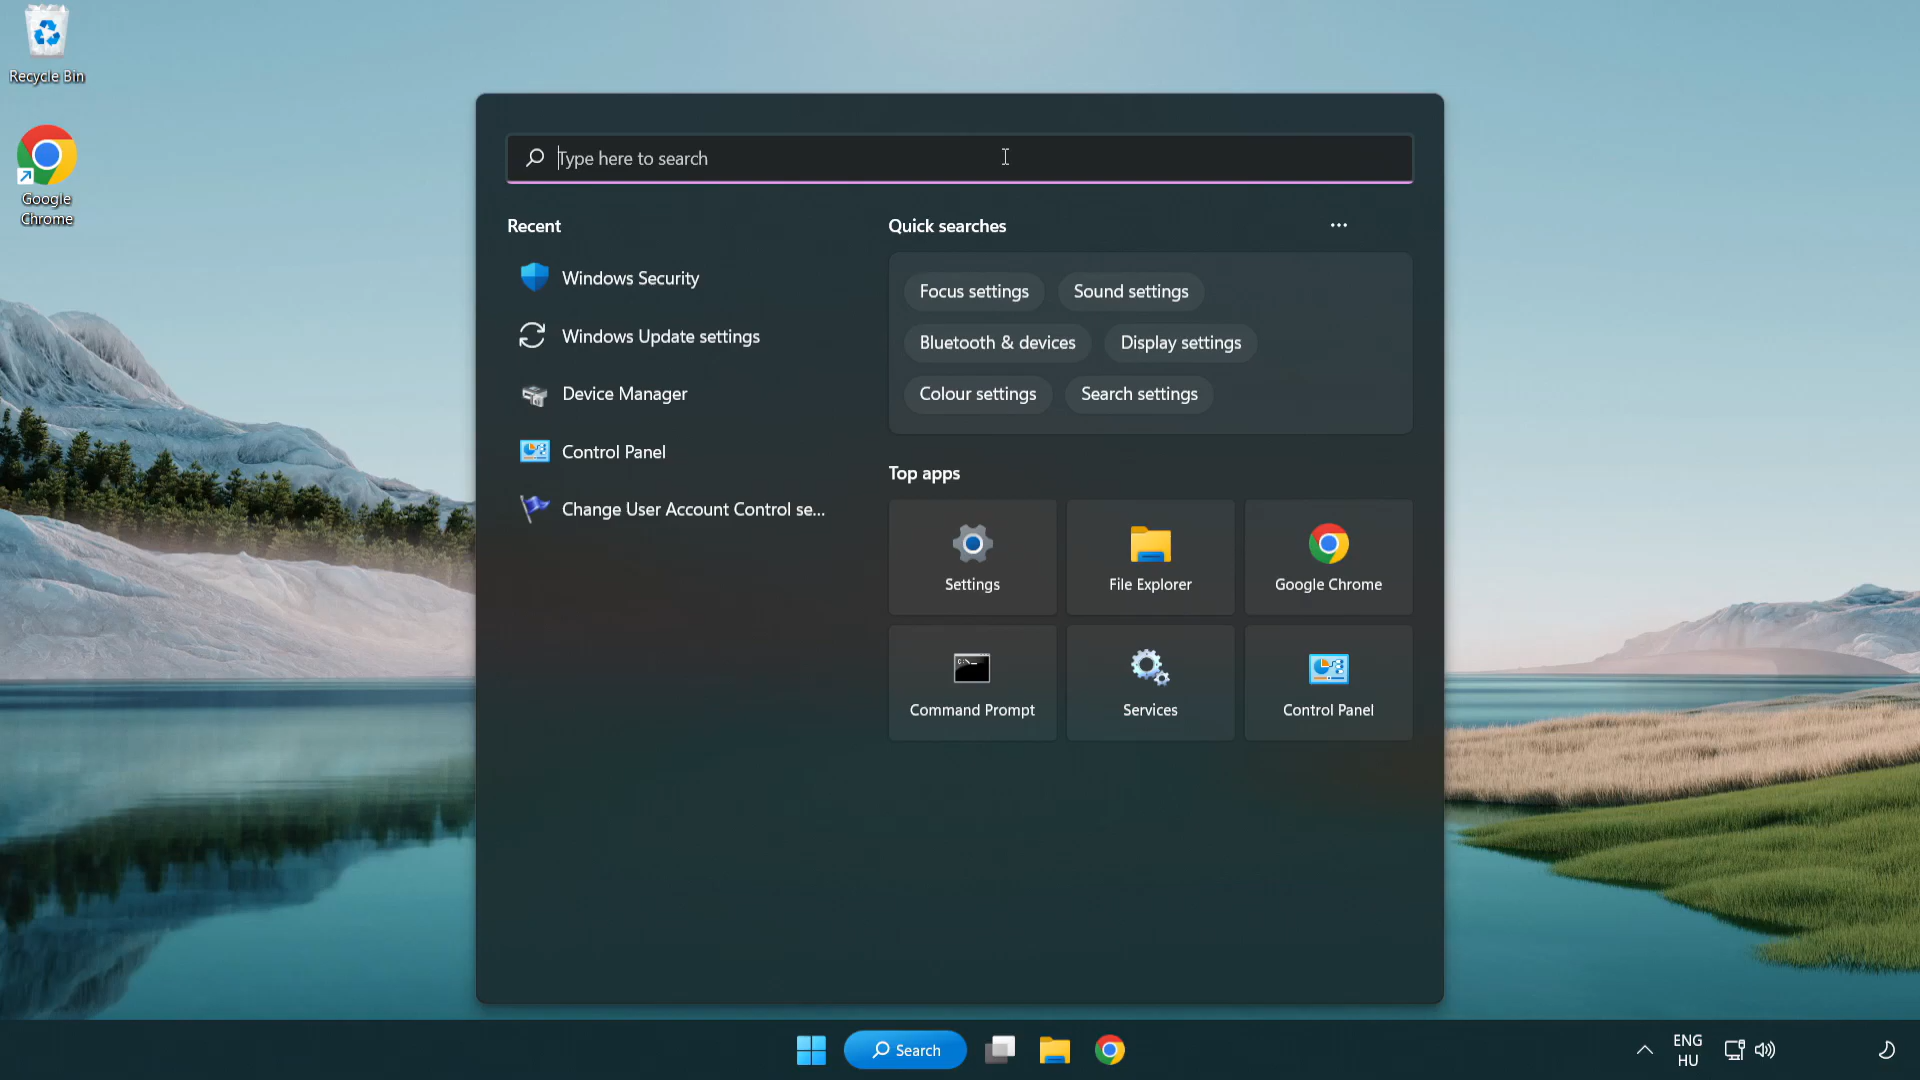 Recycle Bin
Google
Chrome
Type here to search
Recent
Windows Security
Windows Update settings
Device Manager
Control Panel
Change User Account Control se...
Quick searches
Focus settings
Sound settings
Bluetooth & devices
Display settings
Colour settings
Search settings
Top apps
Settings
File Explorer
Google Chrome
Command Prompt
Services
Control Panel
Search
ENG
HU